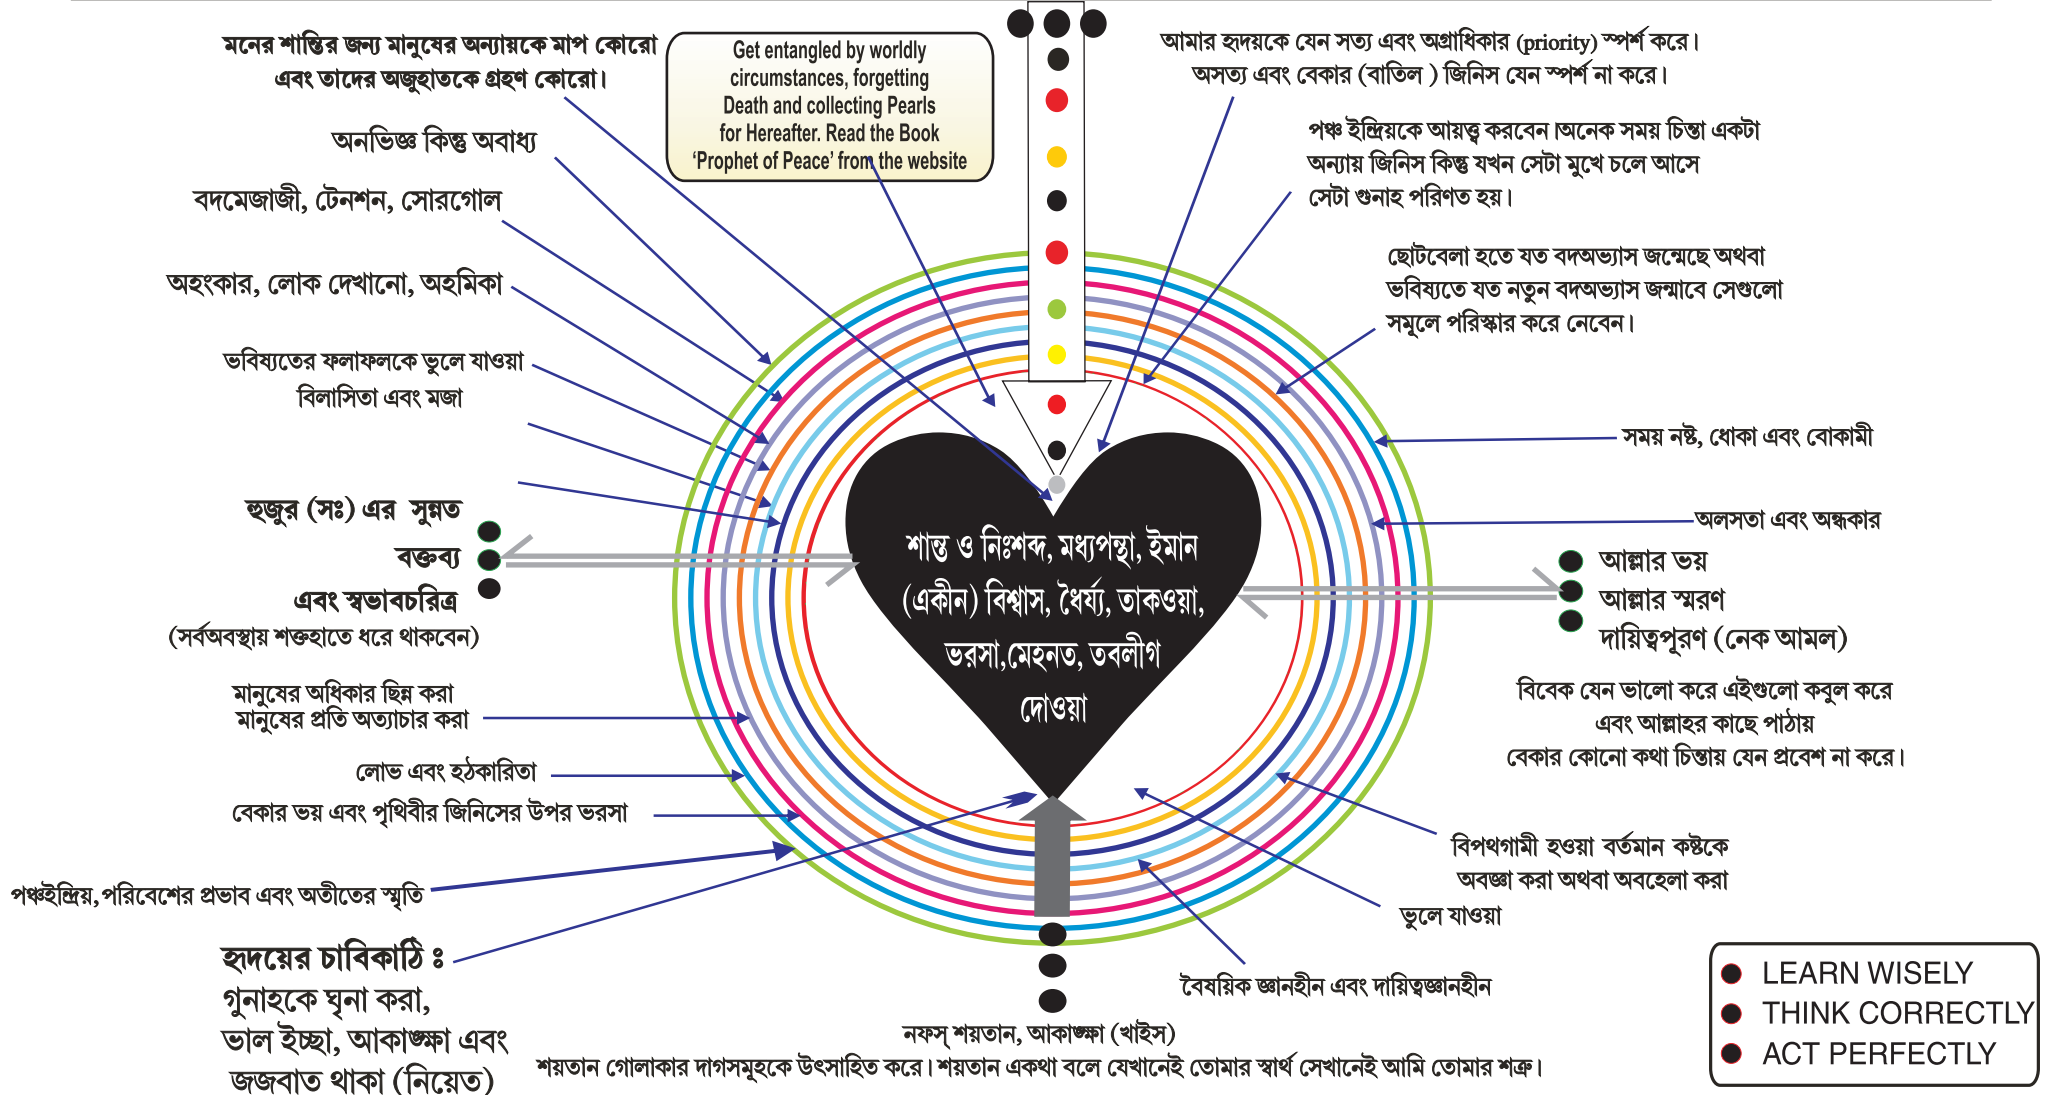 মনের শান্তির জন্য মানুষের অন্যায়কে মাপ কোরো
এবং তাদের অজুহাতকে গ্রহণ কোরো।
অনভিজ্ঞ কিন্তু অবাধ্য
বদমেজাজী, টেনশন, সোরগোল
অহংকার, লোক দেখানো, অহমিকা
ভবিষ্যতের ফলাফলকে ভুলে যাওয়া
বিলাসিতা এবং মজা
হুজুর (সঃ) এর সুন্নত
বক্তব্য
এবং স্বভাবচরিত্র
(সর্বঅবস্থায় শক্তহাতে ধরে থাকবেন)
মানুষের অধিকার ছিন্ন করা
মানুষের প্রতি অত্যাচার করা
লোভ এবং হঠকারিতা
বেকার ভয় এবং পৃথিবীর জিনিসের উপর ভরসা
পঞ্চইন্দ্রিয়, পরিবেশের প্রভাব এবং অতীতের স্মৃতি
হৃদয়ের চাবিকাঠি ঃ
গুনাহকে ঘৃনা করা,
ভাল ইচ্ছা, আকাঙ্ক্ষা এবং
জজবাত থাকা (নিয়েত)
Get entangled by worldly
circumstances, forgetting
Death and collecting Pearls
for Hereafter. Read the Book
‘Prophet of Peace’ from the website
শান্ত ও নিঃশব্দ, মধ্যপন্থা, ইমান
(একীন) বিশ্বাস, ধৈর্য্য, তাকওয়া,
ভরসা,মেহনত, তবলীগ
দোওয়া
নফস্ শয়তান, আকাঙ্ক্ষা (খাইস)
শয়তান গোলাকার দাগসমূহকে উৎসাহিত করে। শয়তান একথা বলে যেখানেই তোমার স্বার্থ সেখানেই আমি তোমার শত্রু।
আমার হৃদয়কে যেন সত্য এবং অগ্রাধিকার (priority) স্পর্শ করে।
অসত্য এবং বেকার (বাতিল ) জিনিস যেন স্পর্শ না করে।
পঞ্চ ইন্দ্রিয়কে আয়ত্ত্ব করবেন।অনেক সময় চিন্তা একটা
অন্যায় জিনিস কিন্তু যখন সেটা মুখে চলে আসে
সেটা গুনাহ পরিণত হয়।
ছোটবেলা হতে যত বদঅভ্যাস জন্মেছে অথবা
ভবিষ্যতে যত নতুন বদঅভ্যাস জন্মাবে সেগুলো
সমূলে পরিস্কার করে নেবেন।
সময় নষ্ট, ধোকা এবং বোকামী
অলসতা এবং অন্ধকার
আল্লার ভয়
আল্লার স্মরণ
দায়িত্বপূরণ (নেক আমল)
বিবেক যেন ভালো করে এইগুলো কবুল করে
এবং আল্লাহর কাছে পাঠায়
বেকার কোনো কথা চিন্তায় যেন প্রবেশ না করে।
বিপথগামী হওয়া বর্তমান কষ্টকে
অবজ্ঞা করা অথবা অবহেলা করা
ভুলে যাওয়া
বৈষয়িক জ্ঞানহীন এবং দায়িত্বজ্ঞানহীন
LEARN WISELY
THINK CORRECTLY
ACT PERFECTLY